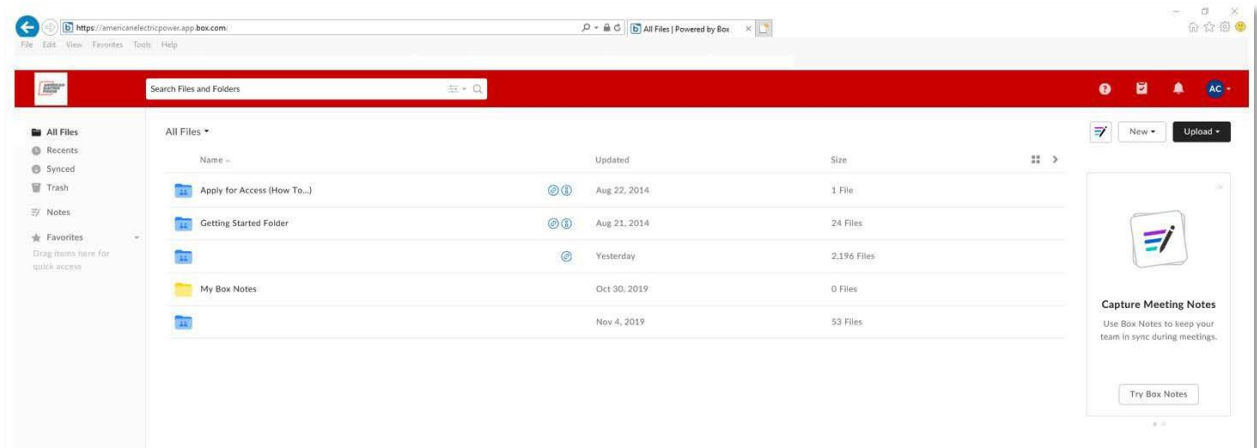 https://americanelectricpower.app.box.com/
All Files | Powered by Box
File Edit View Favorites Tools Help
AMERICAN
ELECTRIC
POWER
Search Files and Folders
AC
All Files
Recents
Synced
Trash
Notes
Favorites
Drag items here for
quick access
All Files
New
Upload
Name
Updated
Size
Apply for Access (How To...)
Aug 22, 2014
1 File
Getting Started Folder
Aug 21, 2014
24 Files
Yesterday
2,196 Files
My Box Notes
Oct 30, 2019
0 Files
Nov 4, 2019
53 Files
Capture Meeting Notes
Use Box Notes to keep your
team in sync during meetings.
Try Box Notes